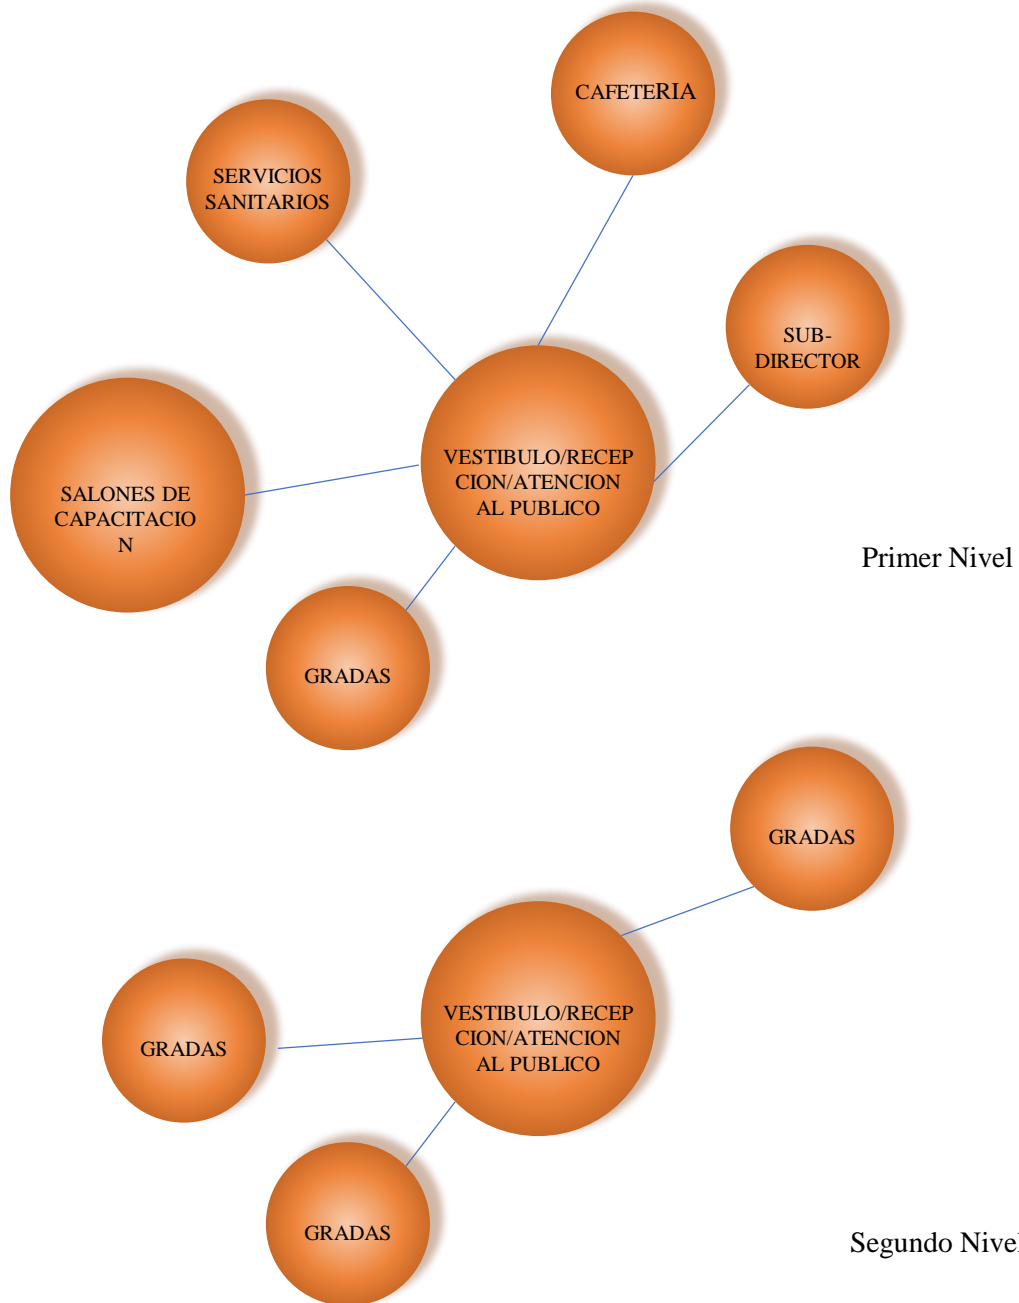 CAFETERIA
SERVICIOS
SANITARIOS
SUB-
DIRECTOR
VESTIBULO/RECEP
CION/ATENCION
AL PUBLICO
SALONES DE
CAPACITACIO
N
Primer Nivel
GRADAS
GRADAS
VESTIBULO/RECEP
CION/ATENCION
AL PUBLICO
GRADAS
GRADAS
Segundo Nivel